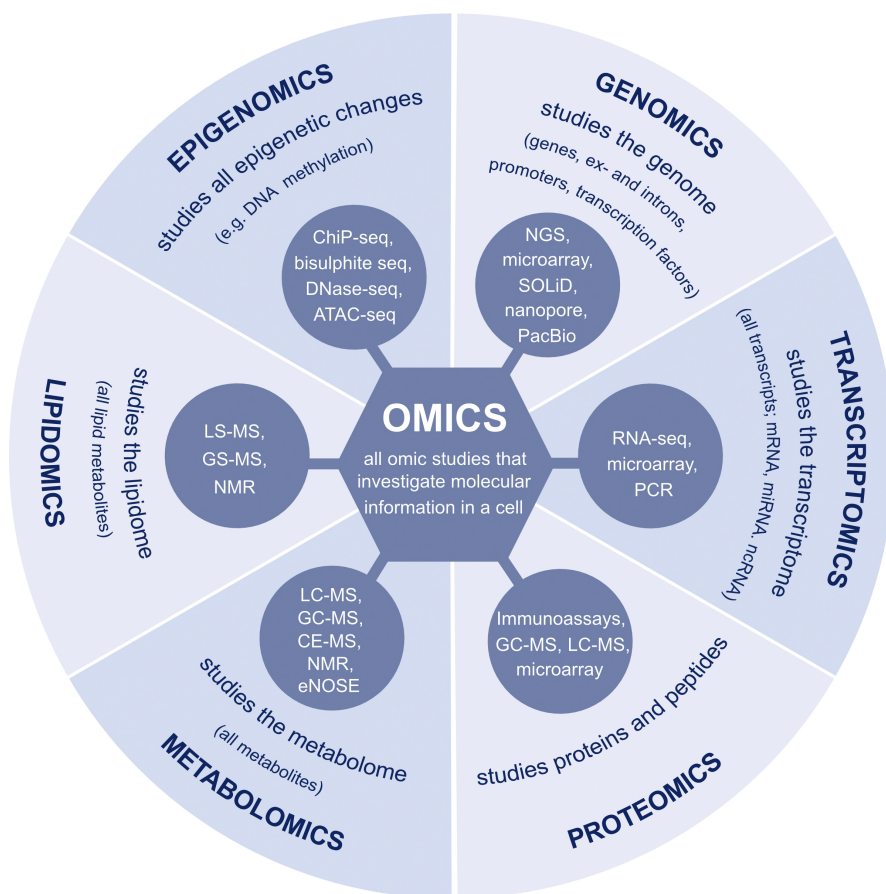 EPIGENOMICS
studies all epigenetic changes
(e.g. DNA methylation)
ChiP-seq,
bisulphite seq,
DNase-seq,
ATAC-seq
GENOMICS
studies the genome
(genes, ex- and introns,
promoters, transcription factors)
NGS,
microarray,
SOLiD,
nanopore,
PacBio
TRANSCRIPTOMICS
studies the transcriptome
(all transcripts; mRNA, miRNA. ncRNA)
RNA-seq,
microarray,
PCR
PROTEOMICS
studies proteins and peptides
Immunoassays,
GC-MS, LC-MS,
microarray
METABOLOMICS
studies the metabolome
(all metabolites)
LC-MS,
GC-MS,
CE-MS,
NMR,
eNOSE
LIPIDOMICS
studies the lipidome
(all lipid metabolites)
LS-MS,
GS-MS,
NMR
OMICS
all omic studies that
investigate molecular
information in a cell